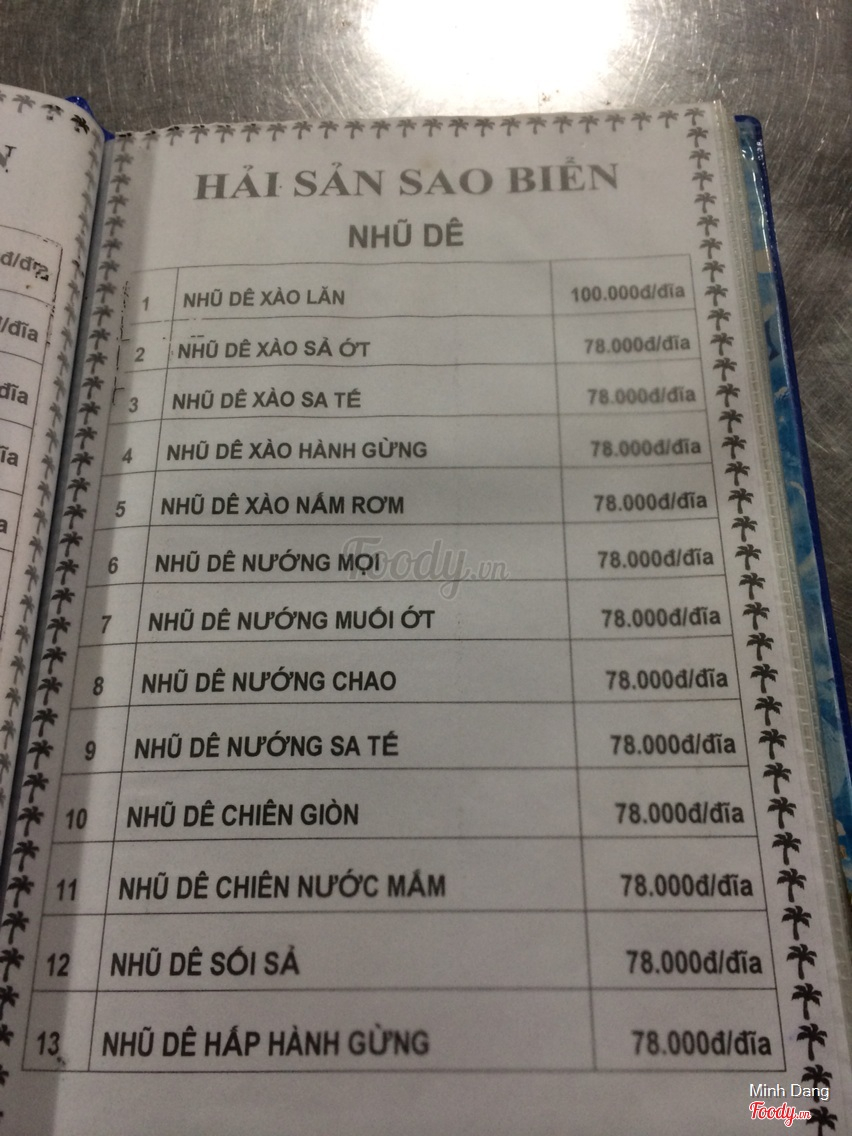 HẢI SẢN SAO BIỂN
NHŨ DÊ
1 NHŨ DÊ XÀO LĂN 100.000đ/đĩa
2 NHŨ DÊ XÀO SẢ ỚT 78.000đ/đĩa
3 NHŨ DÊ XÀO SA TẾ 78.000đ/đĩa
4 NHŨ DÊ XÀO HÀNH GỪNG 78.000đ/đĩa
5 NHŨ DÊ XÀO NẤM RƠM 78.000đ/đĩa
6 NHŨ DÊ NƯỚNG MỌI 78.000đ/đĩa
7 NHŨ DÊ NƯỚNG MUỐI ỚT 78.000đ/đĩa
8 NHŨ DÊ NƯỚNG CHAO 78.000đ/đĩa
9 NHŨ DÊ NƯỚNG SA TẾ 78.000đ/đĩa
10 NHŨ DÊ CHIÊN GIÒN 78.000đ/đĩa
11 NHŨ DÊ CHIÊN NƯỚC MẮM 78.000đ/đĩa
12 NHŨ DÊ SỐI SẢ 78.000đ/đĩa
13 NHŨ DÊ HẤP HÀNH GỪNG 78.000đ/đĩa
Foody.vn
Minh Dang
Foody.vn